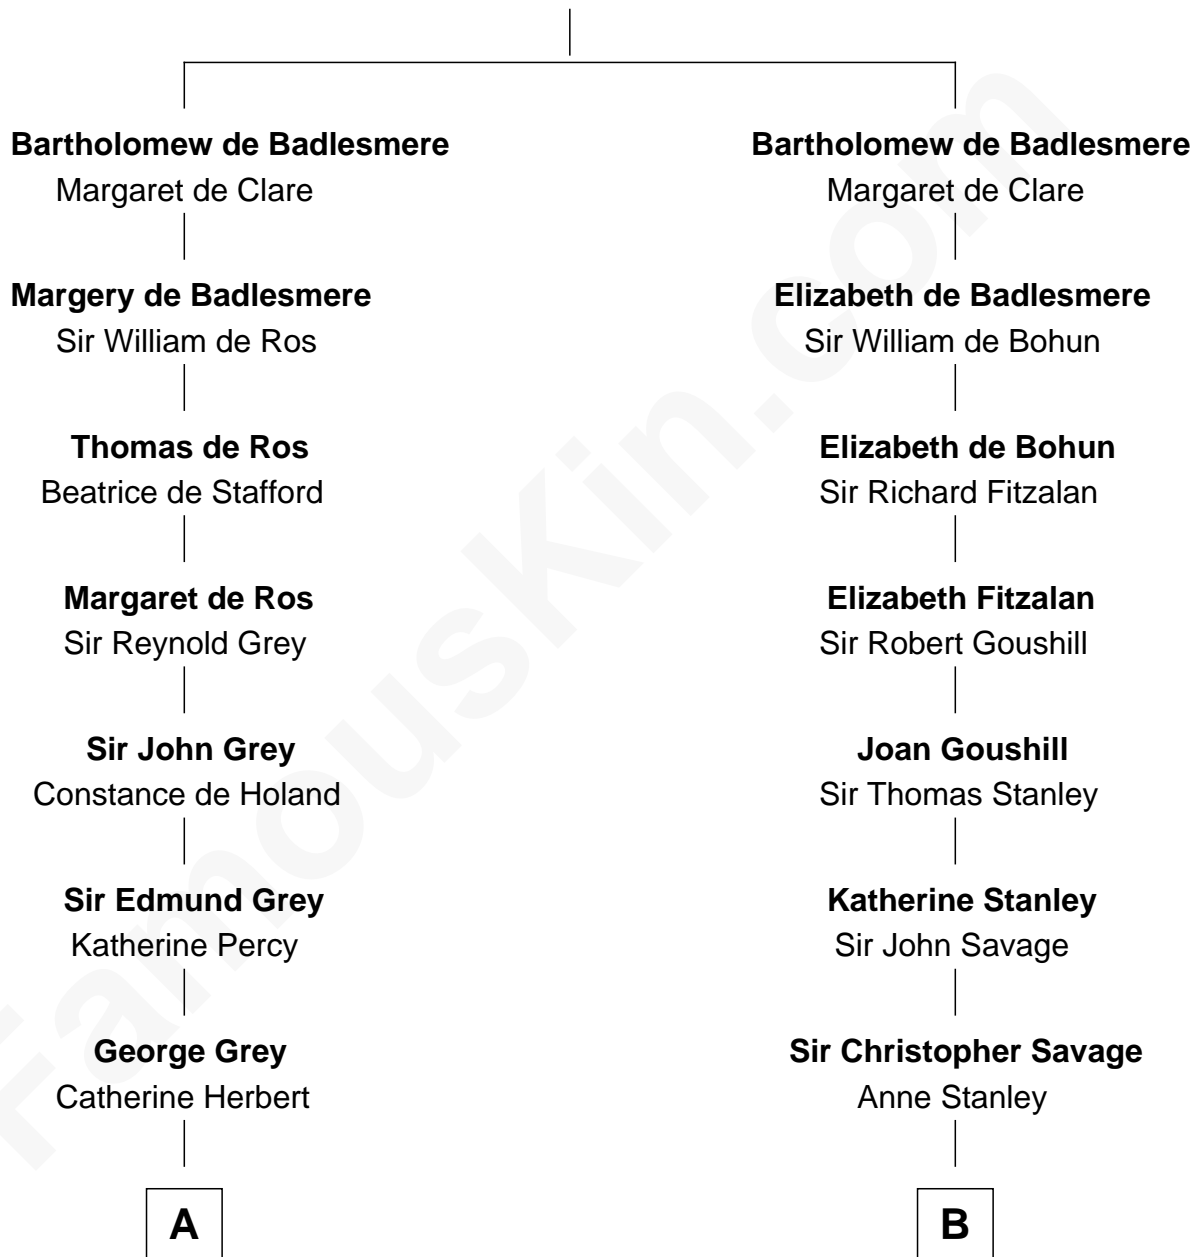 Bartholomew de Badlesmere
Margaret de Clare
Margery de Badlesmere
Sir William de Ros
Thomas de Ros
Beatrice de Stafford
Margaret de Ros
Sir Reynold Grey
Sir John Grey
Constance de Holand
Sir Edmund Grey
Katherine Percy
George Grey
Catherine Herbert
A
Bartholomew de Badlesmere
Margaret de Clare
Elizabeth de Badlesmere
Sir William de Bohun
Elizabeth de Bohun
Sir Richard Fitzalan
Elizabeth Fitzalan
Sir Robert Goushill
Joan Goushill
Sir Thomas Stanley
Katherine Stanley
Sir John Savage
Sir Christopher Savage
Anne Stanley
B
FamousKin.com